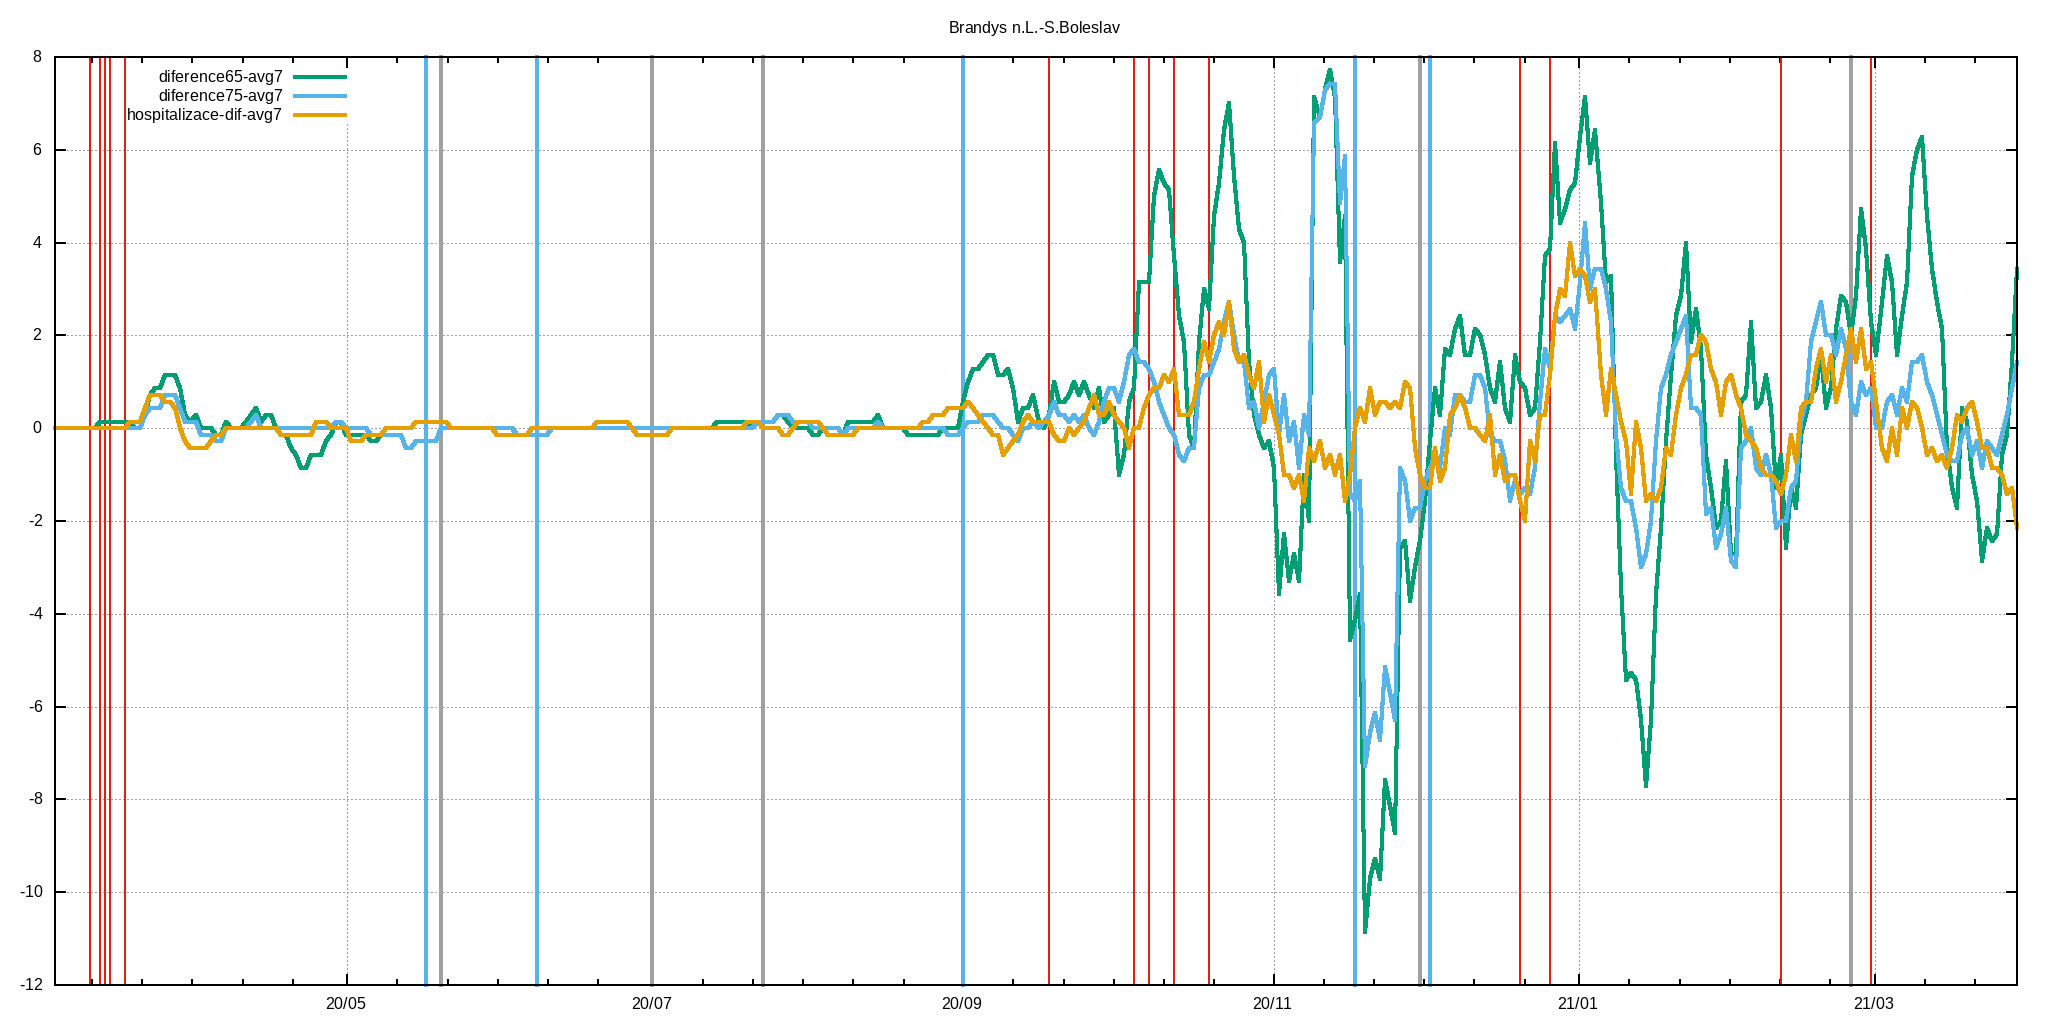 Brandys n.L.-S.Boleslav
diference65-avg7
diference75-avg7
hospitalizace-dif-avg7
8
6
4
2
0
-2
-4
-6
-8
-10
-12
20/05 20/07 20/09 20/11 21/01 21/03